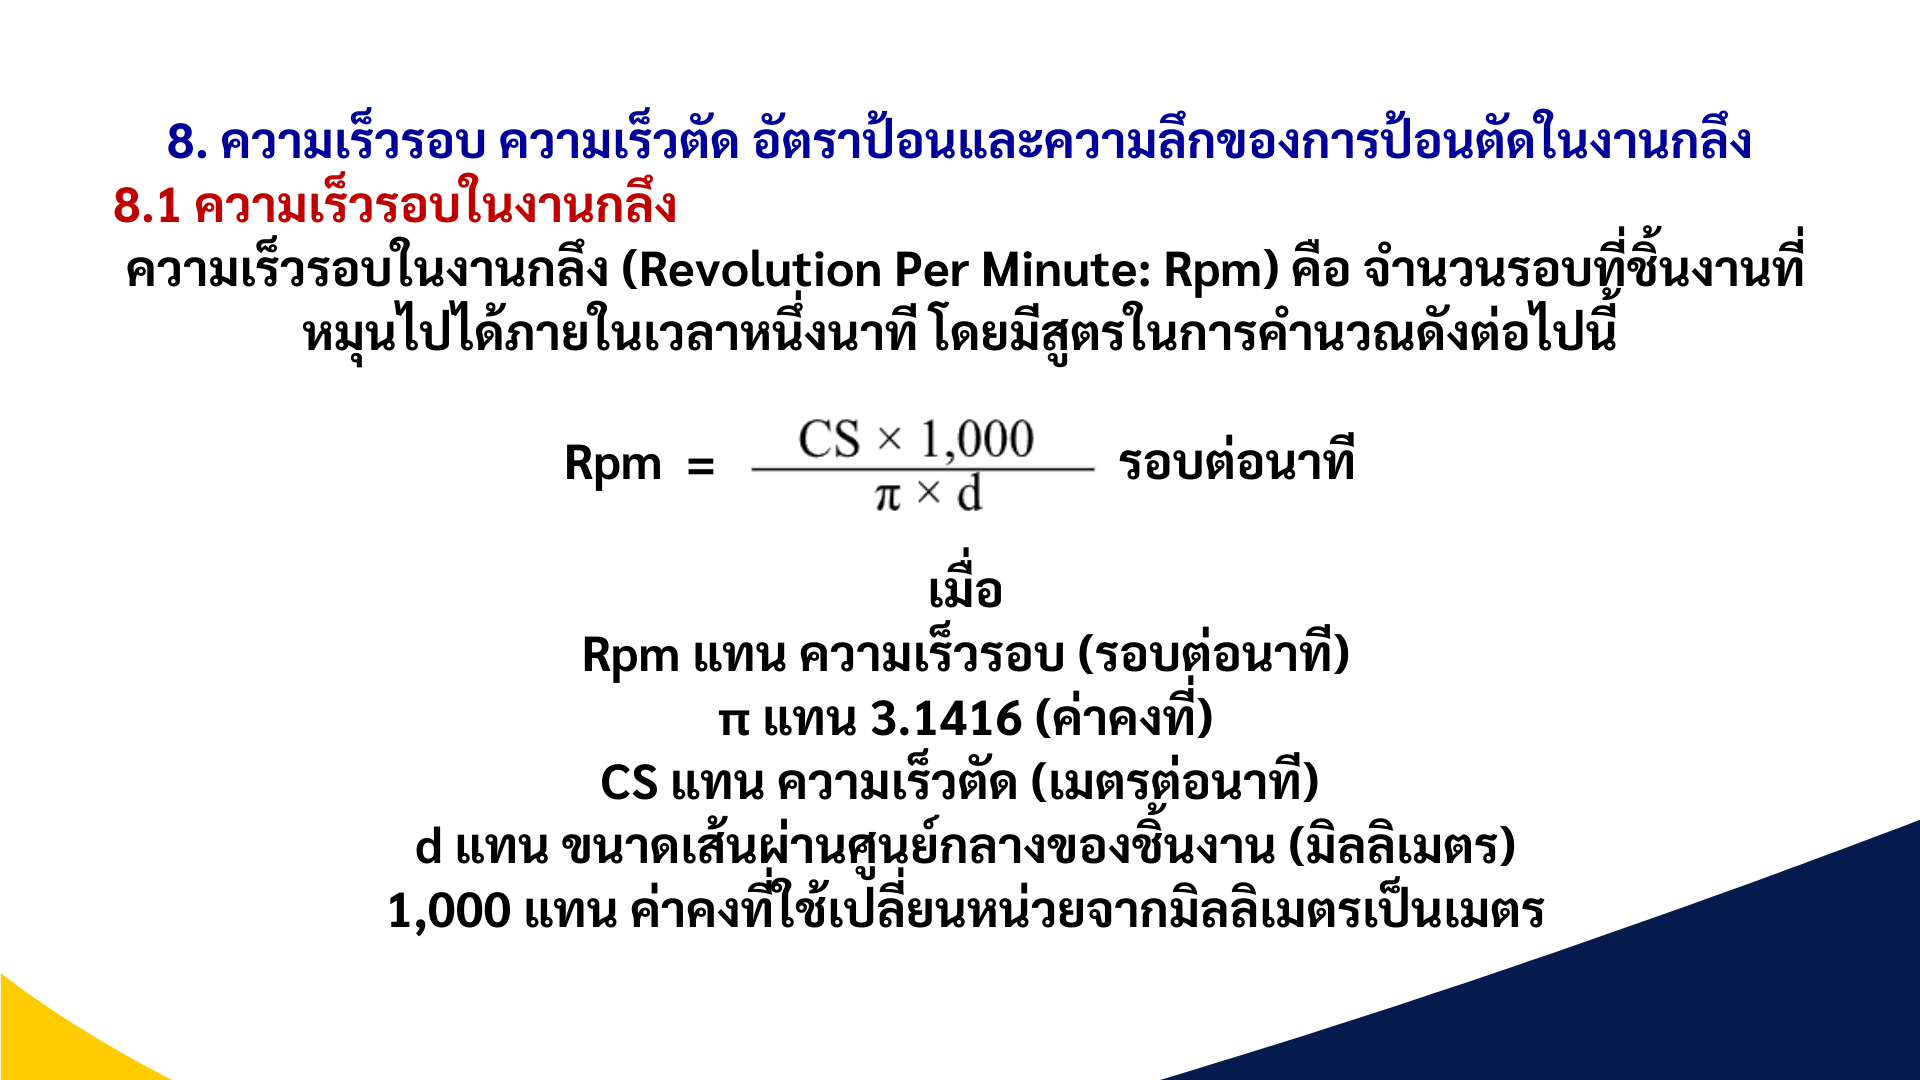 8. ความเร็วรอบ ความเร็วตัด อัตราป้อนและความลึกของการป้อนตัดในงานกลึง
8.1 ความเร็วรอบในงานกลึง
ความเร็วรอบในงานกลึง (Revolution Per Minute: Rpm) คือ จำนวนรอบที่ชิ้นงานที่
หมุนไปได้ภายในเวลาหนึ่งนาที โดยมีสูตรในการคำนวณดังต่อไปนี้
CS × 1,000
Rpm = รอบต่อนาที
π × d
เมื่อ
Rpm แทน ความเร็วรอบ (รอบต่อนาที)
π แทน 3.1416 (ค่าคงที่)
CS แทน ความเร็วตัด (เมตรต่อนาที)
d แทน ขนาดเส้นผ่านศูนย์กลางของชิ้นงาน (มิลลิเมตร)
1,000 แทน ค่าคงที่ใช้เปลี่ยนหน่วยจากมิลลิเมตรเป็นเมตร